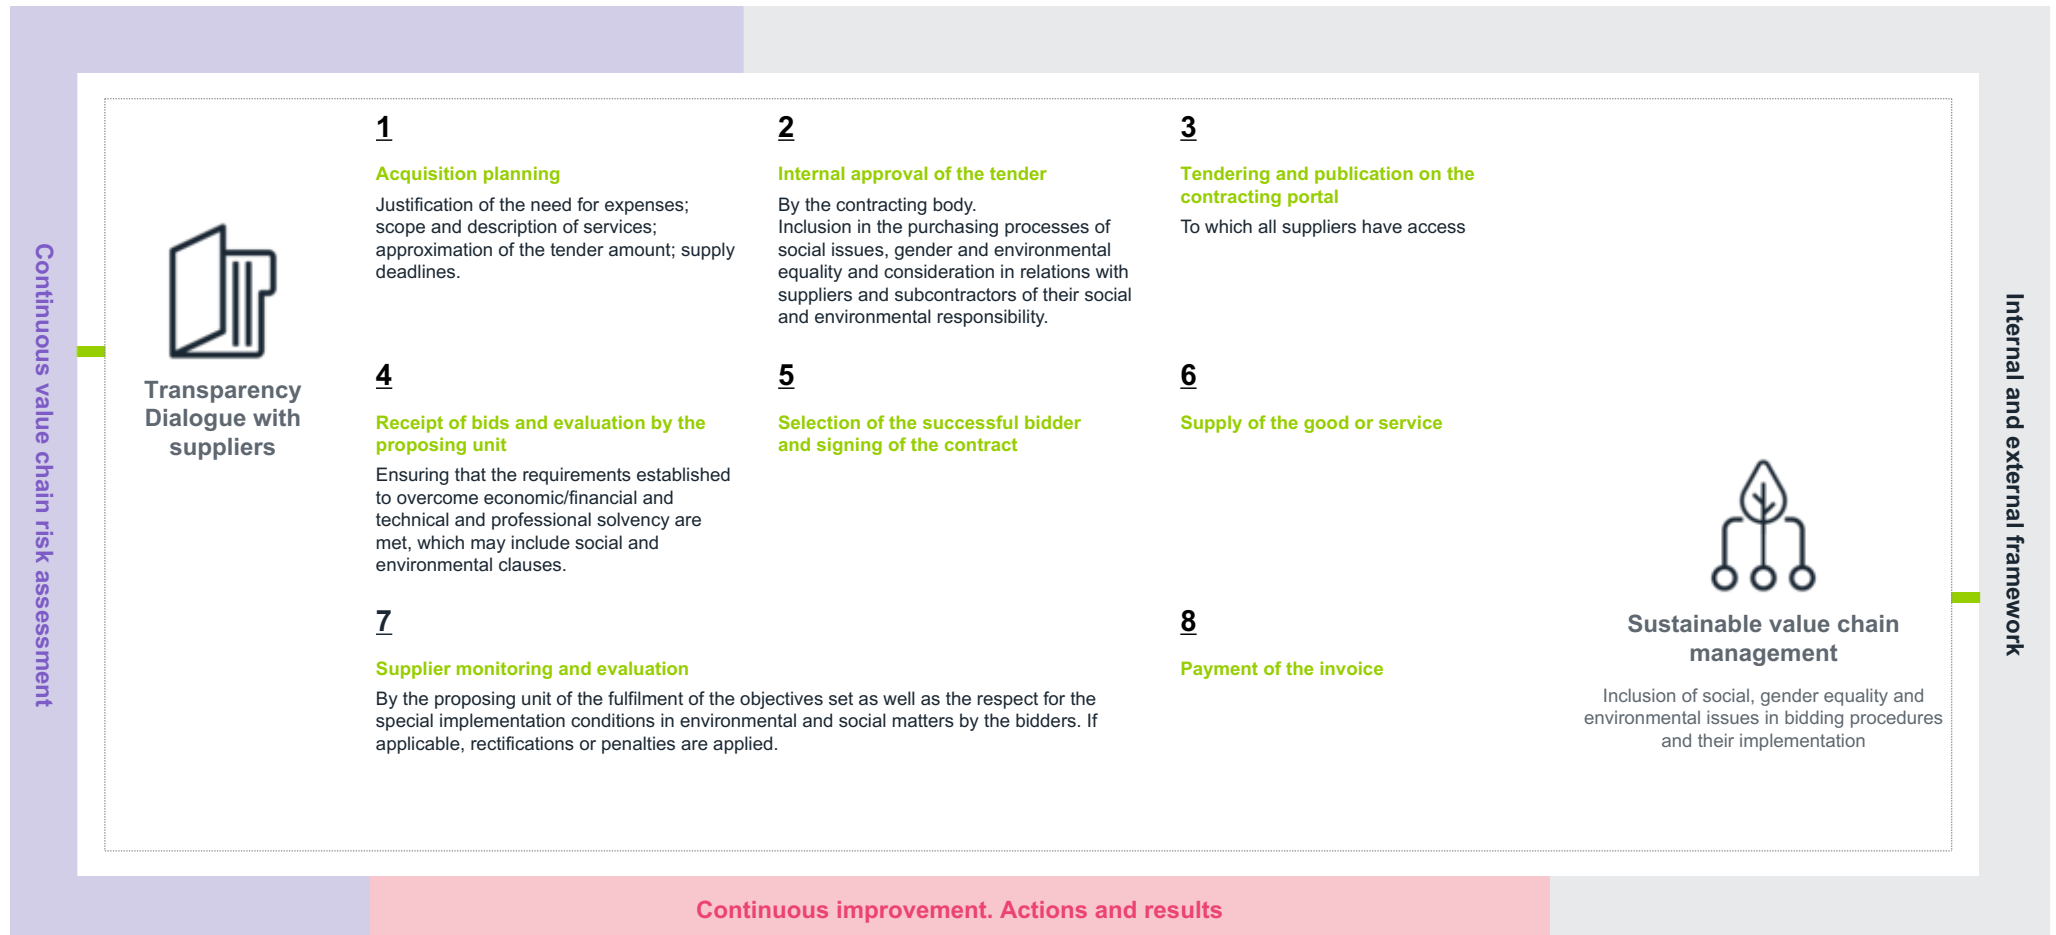 Continuous value chain risk assessment
Transparency
Dialogue with
suppliers
1
Acquisition planning
Justification of the need for expenses;
scope and description of services;
approximation of the tender amount; supply
deadlines.
2
Internal approval of the tender
By the contracting body.
Inclusion in the purchasing processes of
social issues, gender and environmental
equality and consideration in relations with
suppliers and subcontractors of their social
and environmental responsibility.
3
Tendering and publication on the
contracting portal
To which all suppliers have access
4
Receipt of bids and evaluation by the
proposing unit
Ensuring that the requirements established
to overcome economic/financial and
technical and professional solvency are
met, which may include social and
environmental clauses.
5
Selection of the successful bidder
and signing of the contract
6
Supply of the good or service
7
Supplier monitoring and evaluation
By the proposing unit of the fulfilment of the objectives set as well as the respect for the
special implementation conditions in environmental and social matters by the bidders. If
applicable, rectifications or penalties are applied.
8
Payment of the invoice
Sustainable value chain
management
Inclusion of social, gender equality and
environmental issues in bidding procedures
and their implementation
Internal and external framework
Continuous improvement. Actions and results